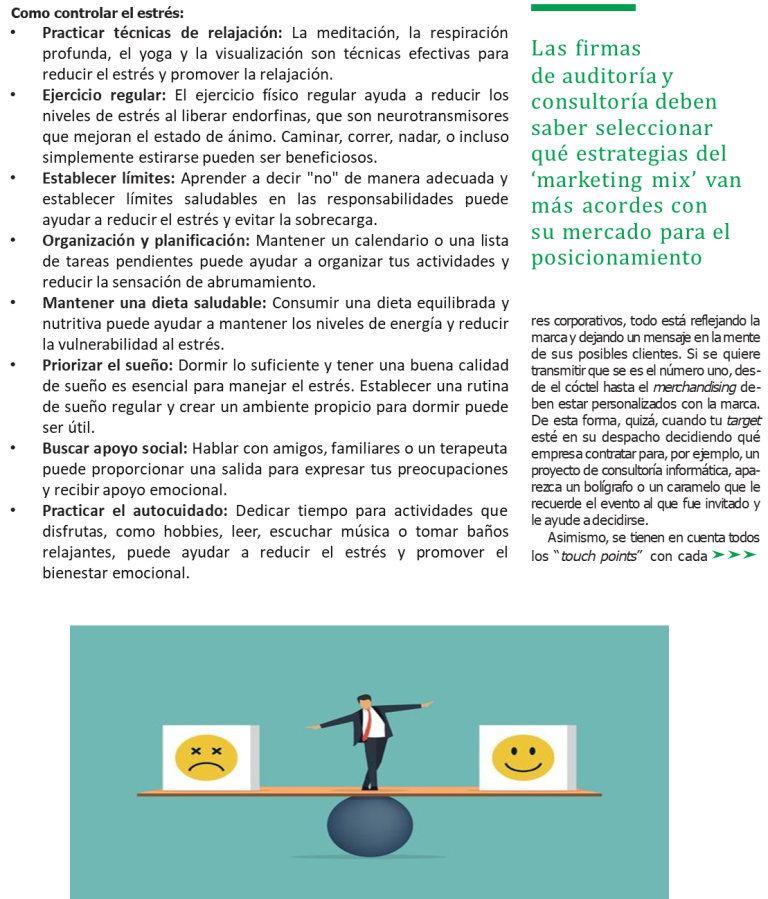 Como controlar el estrés:
• Practicar técnicas de relajación: La meditación, la respiración
profunda, el yoga y la visualización son técnicas efectivas para
reducir el estrés y promover la relajación.
• Ejercicio regular: El ejercicio físico regular ayuda a reducir los
niveles de estrés al liberar endorfinas, que son neurotransmisores
que mejoran el estado de ánimo. Caminar, correr, nadar, o incluso
simplemente estirarse pueden ser beneficiosos.
• Establecer límites: Aprender a decir "no" de manera adecuada y
establecer límites saludables en las responsabilidades puede
ayudar a reducir el estrés y evitar la sobrecarga.
• Organización y planificación: Mantener un calendario o una lista
de tareas pendientes puede ayudar a organizar tus actividades y
reducir la sensación de abrumamiento.
• Mantener una dieta saludable: Consumir una dieta equilibrada y
nutritiva puede ayudar a mantener los niveles de energía y reducir
la vulnerabilidad al estrés.
• Priorizar el sueño: Dormir lo suficiente y tener una buena calidad
de sueño es esencial para manejar el estrés. Establecer una rutina
de sueño regular y crear un ambiente propicio para dormir puede
ser útil.
• Buscar apoyo social: Hablar con amigos, familiares o un terapeuta
puede proporcionar una salida para expresar tus preocupaciones
y recibir apoyo emocional.
• Practicar el autocuidado: Dedicar tiempo para actividades que
disfrutas, como hobbies, leer, escuchar música o tomar baños
relajantes, puede ayudar a reducir el estrés y promover el
bienestar emocional.
Las firmas
de auditoría y
consultoría deben
saber seleccionar
qué estrategias del
‘marketing mix’ van
más acordes con
su mercado para el
posicionamiento
res corporativos, todo está reflejando la
marca y dejando un mensaje en la mente
de sus posibles clientes. Si se quiere
transmitir que se es el número uno, des-
de el cóctel hasta el merchandising de-
ben estar personalizados con la marca.
De esta forma, quizá, cuando tu target
esté en su despacho decidiendo qué
empresa contratar para, por ejemplo, un
proyecto de consultoría informática, apa-
rezca un bolígrafo o un caramelo que le
recuerde el evento al que fue invitado y
le ayude a decidirse.
Asimismo, se tienen en cuenta todos
los “touch points” con cada ➤➤➤